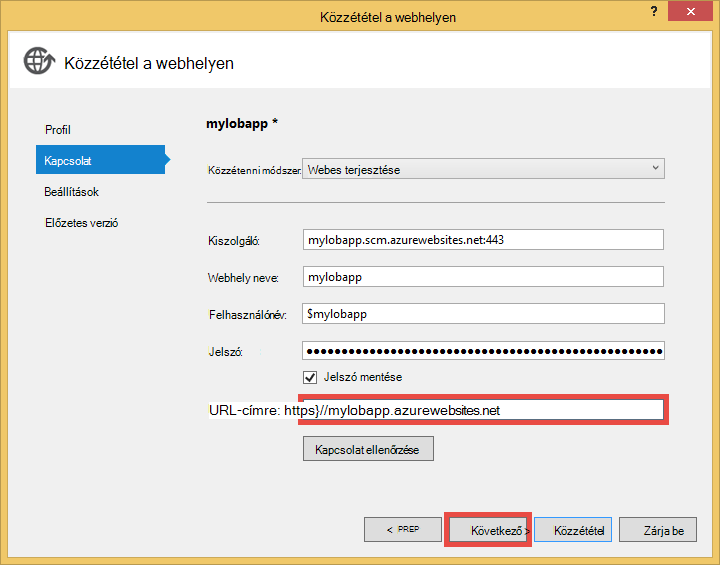 Közzététel a webhelyen
?
Közzététel a webhelyen
Profil
Kapcsolat
Beállítások
Előzetes verzió
mylobapp *
Közzétenni módszer.
Webes terjesztése
Kiszolgáló:
mylobapp.scm.azurewebsites.net:443
Webhely neve:
mylobapp
Felhasználónév:
$mylobapp
Jelszó:
Jelszó mentése
URL-címre: https}//mylobapp.azurewebsites.net
Kapcsolat ellenőrzése
< PREP
Következő >
Közzététel
Zárja be